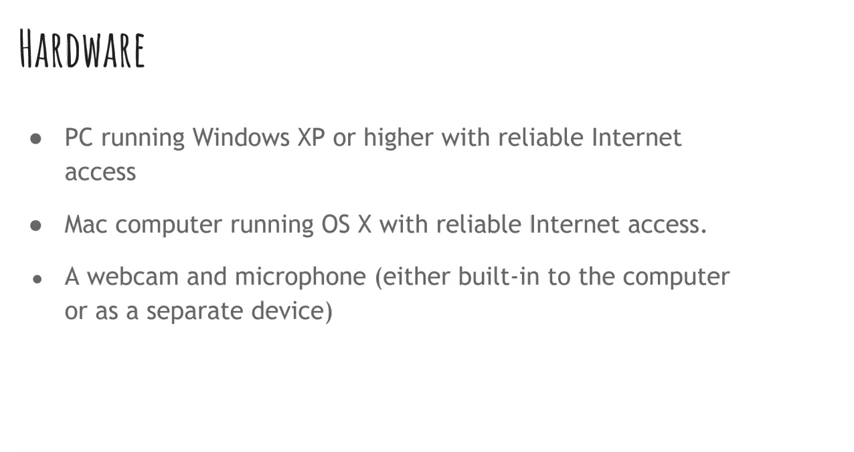 HARDWARE
● PC running Windows XP or higher with reliable Internet
access
● Mac computer running OS X with reliable Internet access.
● A webcam and microphone (either built-in to the computer
or as a separate device)